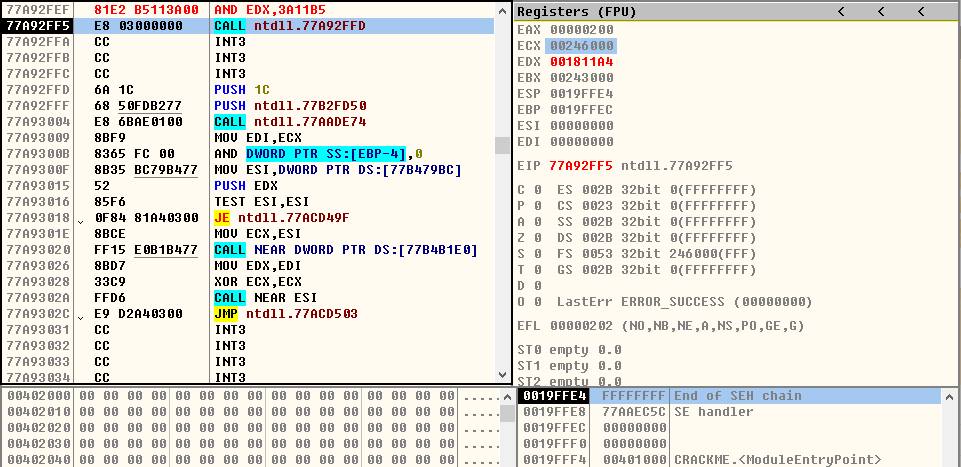 77A92FEF 81E2 B5113A00 AND EDX,3A11B5
77A92FF5 E8 03000000 CALL ntdll.77A92FFD
77A92FFA CC INT3
77A92FFB CC INT3
77A92FFC CC INT3
77A92FFD 6A 1C PUSH 1C
77A92FFF 68 50FDB277 PUSH ntdll.77B2FD50
77A93004 E8 6BAE0100 CALL ntdll.77AADE74
77A93009 8BF9 MOV EDI,ECX
77A9300B 8365 FC 00 AND DWORD PTR SS:[EBP-4],0
77A9300F 8B35 BC79B477 MOV ESI,DWORD PTR DS:[77B479BC]
77A93015 52 PUSH EDX
77A93016 85F6 TEST ESI,ESI
77A93018 0F84 81A40300 JE ntdll.77ACD49F
77A9301E 8BCE MOV ECX,ESI
77A93020 FF15 E0B1B477 CALL NEAR DWORD PTR DS:[77B4B1E0]
77A93026 8BD7 MOV EDX,EDI
77A93028 33C9 XOR ECX,ECX
77A9302A FFD6 CALL NEAR ESI
77A9302C E9 D2A40300 JMP ntdll.77ACD503
77A93031 CC INT3
77A93032 CC INT3
77A93033 CC INT3
77A93034 CC INT3
Registers (FPU) < < <
EAX 00000200
ECX 00246000
EDX 001811A4
EBX 00243000
ESP 0019FFE4
EBP 0019FFEC
ESI 00000000
EDI 00000000
EIP 77A92FF5 ntdll.77A92FF5
C 0 ES 002B 32bit 0(FFFFFFFF)
P 0 CS 0023 32bit 0(FFFFFFFF)
A 0 SS 002B 32bit 0(FFFFFFFF)
Z 0 DS 002B 32bit 0(FFFFFFFF)
S 0 FS 0053 32bit 246000(FFF)
T 0 GS 002B 32bit 0(FFFFFFFF)
D 0
O 0 LastErr ERROR_SUCCESS (00000000)
EFL 00000202 (NO,NB,NE,A,NS,PO,GE,G)
ST0 empty 0.0
ST1 empty 0.0
ST2 empty 0.0
00402000 00 00 00 00 00 00 00 00 00 00 00 00 00 00 00 00 .....
00402010 00 00 00 00 00 00 00 00 00 00 00 00 00 00 00 00 .....
00402020 00 00 00 00 00 00 00 00 00 00 00 00 00 00 00 00 .....
00402030 00 00 00 00 00 00 00 00 00 00 00 00 00 00 00 00 .....
00402040 00 00 00 00 00 00 00 00 00 00 00 00 00 00 00 00 .....
0019FFE4 FFFFFFFF End of SEH chain
0019FFE8 77AAEC5C SE handler
0019FFEC 00000000
0019FFF0 00000000
0019FFF4 00401000 CRACKME.<ModuleEntryPoint>